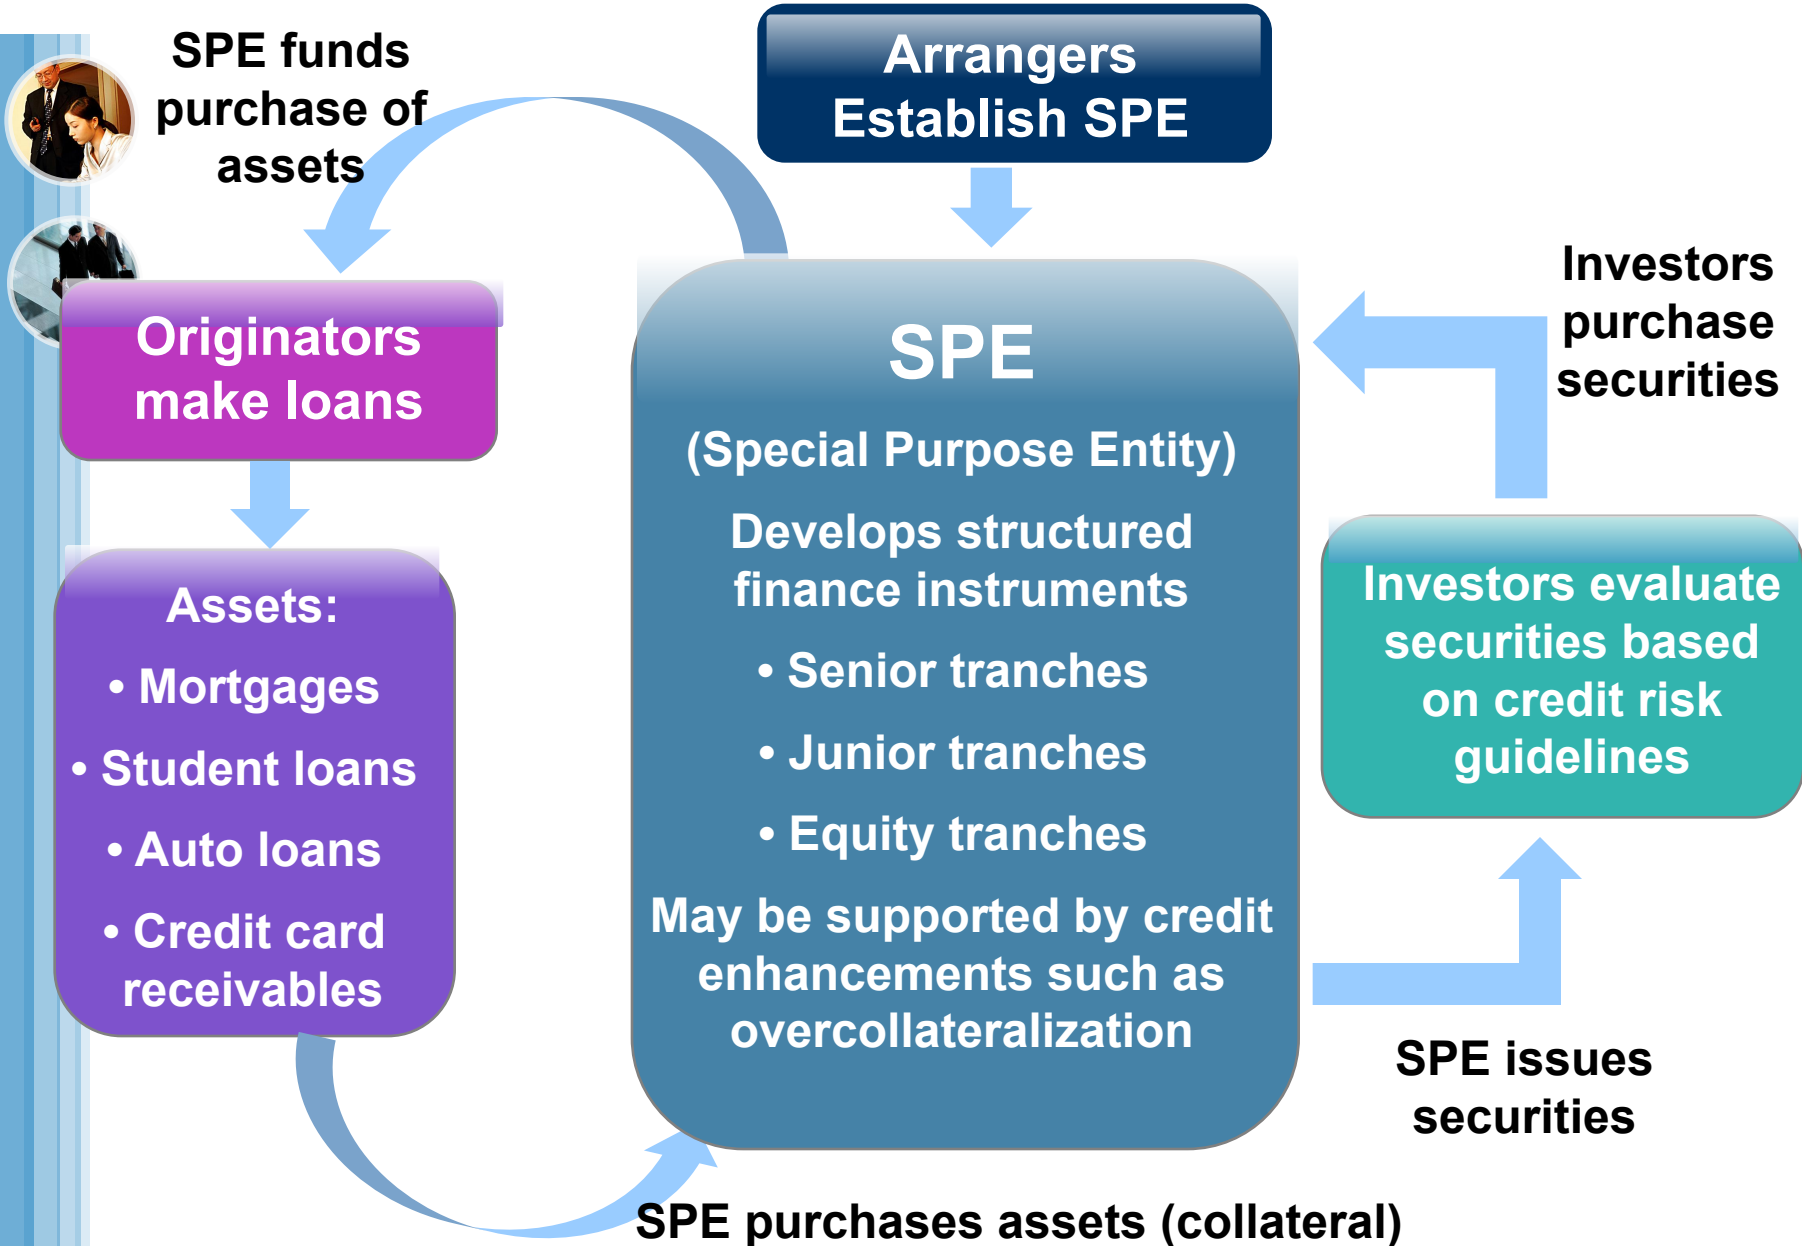 SPE funds
purchase of
assets
Arrangers
Establish SPE
Originators
make loans
Assets:
• Mortgages
• Student loans
• Auto loans
• Credit card
receivables
SPE
(Special Purpose Entity)
Develops structured
finance instruments
• Senior tranches
• Junior tranches
• Equity tranches
May be supported by credit
enhancements such as
overcollateralization
Investors
purchase
securities
Investors evaluate
securities based
on credit risk
guidelines
SPE issues
securities
SPE purchases assets (collateral)